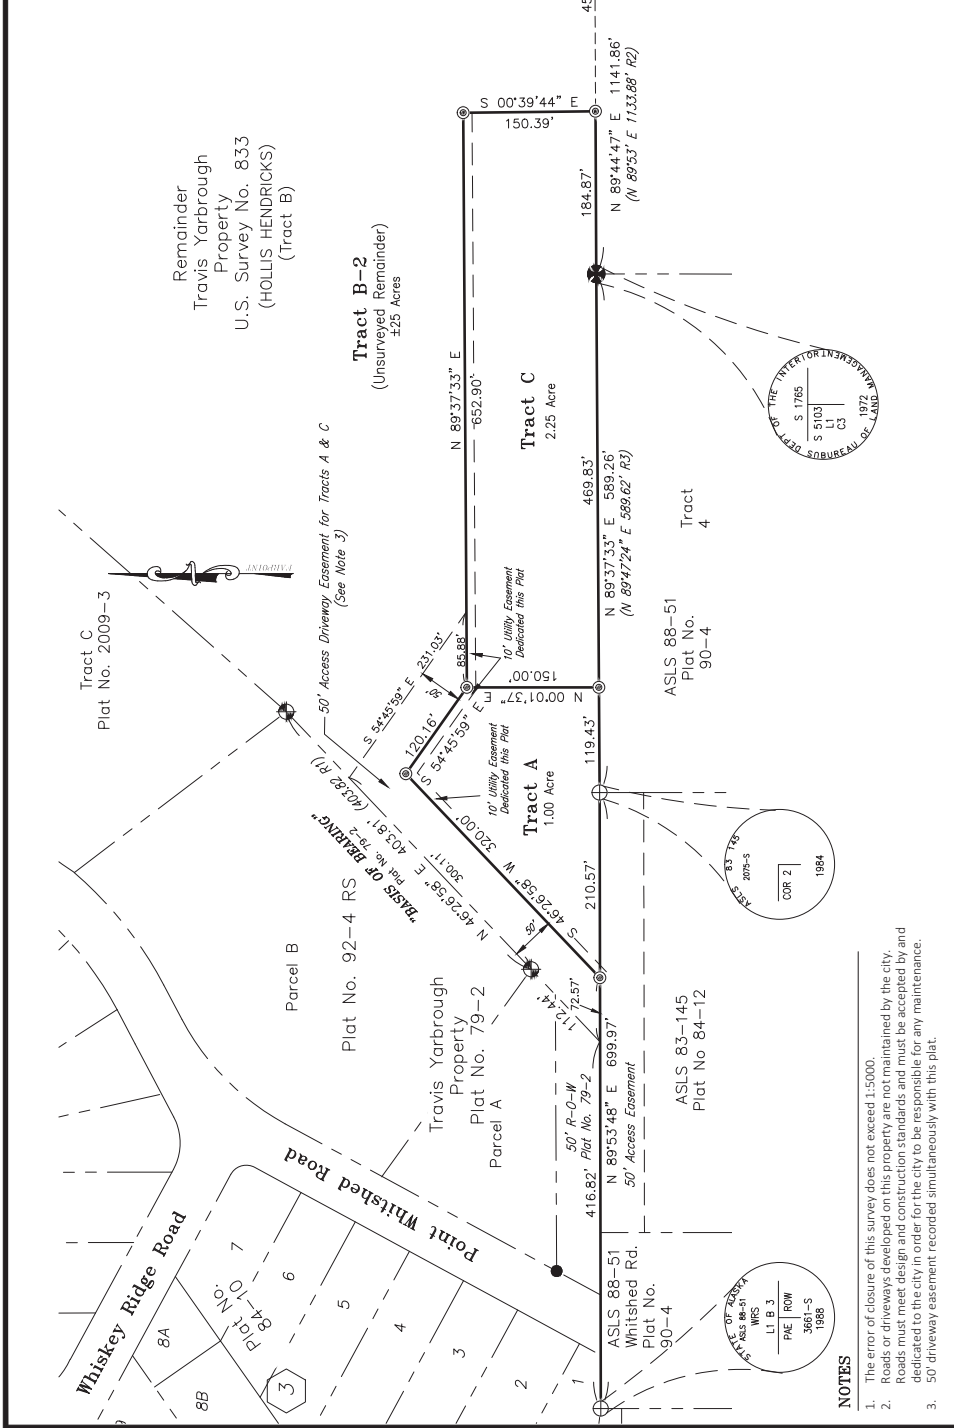 Remainder
Travis Yarbrough
Property
U.S. Survey No. 833
(HOLLIS HENDRICKS)
(Tract B)
Tract B-2
(Unsurveyed Remainder)
±25 Acres
Tract C
Plat No. 2009-3
50' Access Driveway Easement for Tracts A & C
(See Note 3)
S 00°39'44" E
150.39'
N 89°37'33" E
652.90'
Tract C
2.25 Acre
184.87'
N 89°44'47" E 1141.86'
(N 89°53' E 1133.88' R2)
45
469.83'
N 89°37'33" E 589.26'
(N 89°47'24" E 589.62' R3)
S 54°45'59" E 231.03'
85.88'
50'
120.16'
S 54°45'59" E
10' Utility Easement
Dedicated this Plat
N 00°01'37" E
150.00'
10' Utility Easement
Dedicated this Plat
Tract A
1.00 Acre
119.43'
210.57'
320.00'
S 46°26'58" W
"BASIS OF BEARING"
Plat No. 79-2
N 46°26'58" E 403.81' (403.82 R1)
300.11'
50'
112.44'
72.57'
Parcel B
Plat No. 92-4 RS
Travis Yarbrough
Property
Plat No. 79-2
Parcel A
50' R-O-W
Plat No. 79-2
416.82'
N 89°53'48" E 699.97'
50' Access Easement
ASLS 83-145
Plat No 84-12
ASLS 88-51
Plat No.
90-4
Tract
4
ASLS 88-51
Whitshed Rd.
Plat No.
90-4
Whiskey Ridge Road
Point Whitshed Road
Plat No.
84-10
8A
8B
9
7
6
5
4
3
2
1
3
DEPT OF THE INTERIOR
BUREAU OF LAND MANAGEMENT
US
S 1765
S 5103
L1
C3
1972
ASLS 83 145
2075-S
COR 2
1984
STATE OF ALASKA
ASLS 88-51
WRS
L1 B 3
PAE ROW
3661-S
1988
NOTES
1. The error of closure of this survey does not exceed 1:5000.
2. Roads or driveways developed on this property are not maintained by the city.
Roads must meet design and construction standards and must be accepted by and
dedicated to the city in order for the city to be responsible for any maintenance.
3. 50' driveway easement recorded simultaneously with this plat.